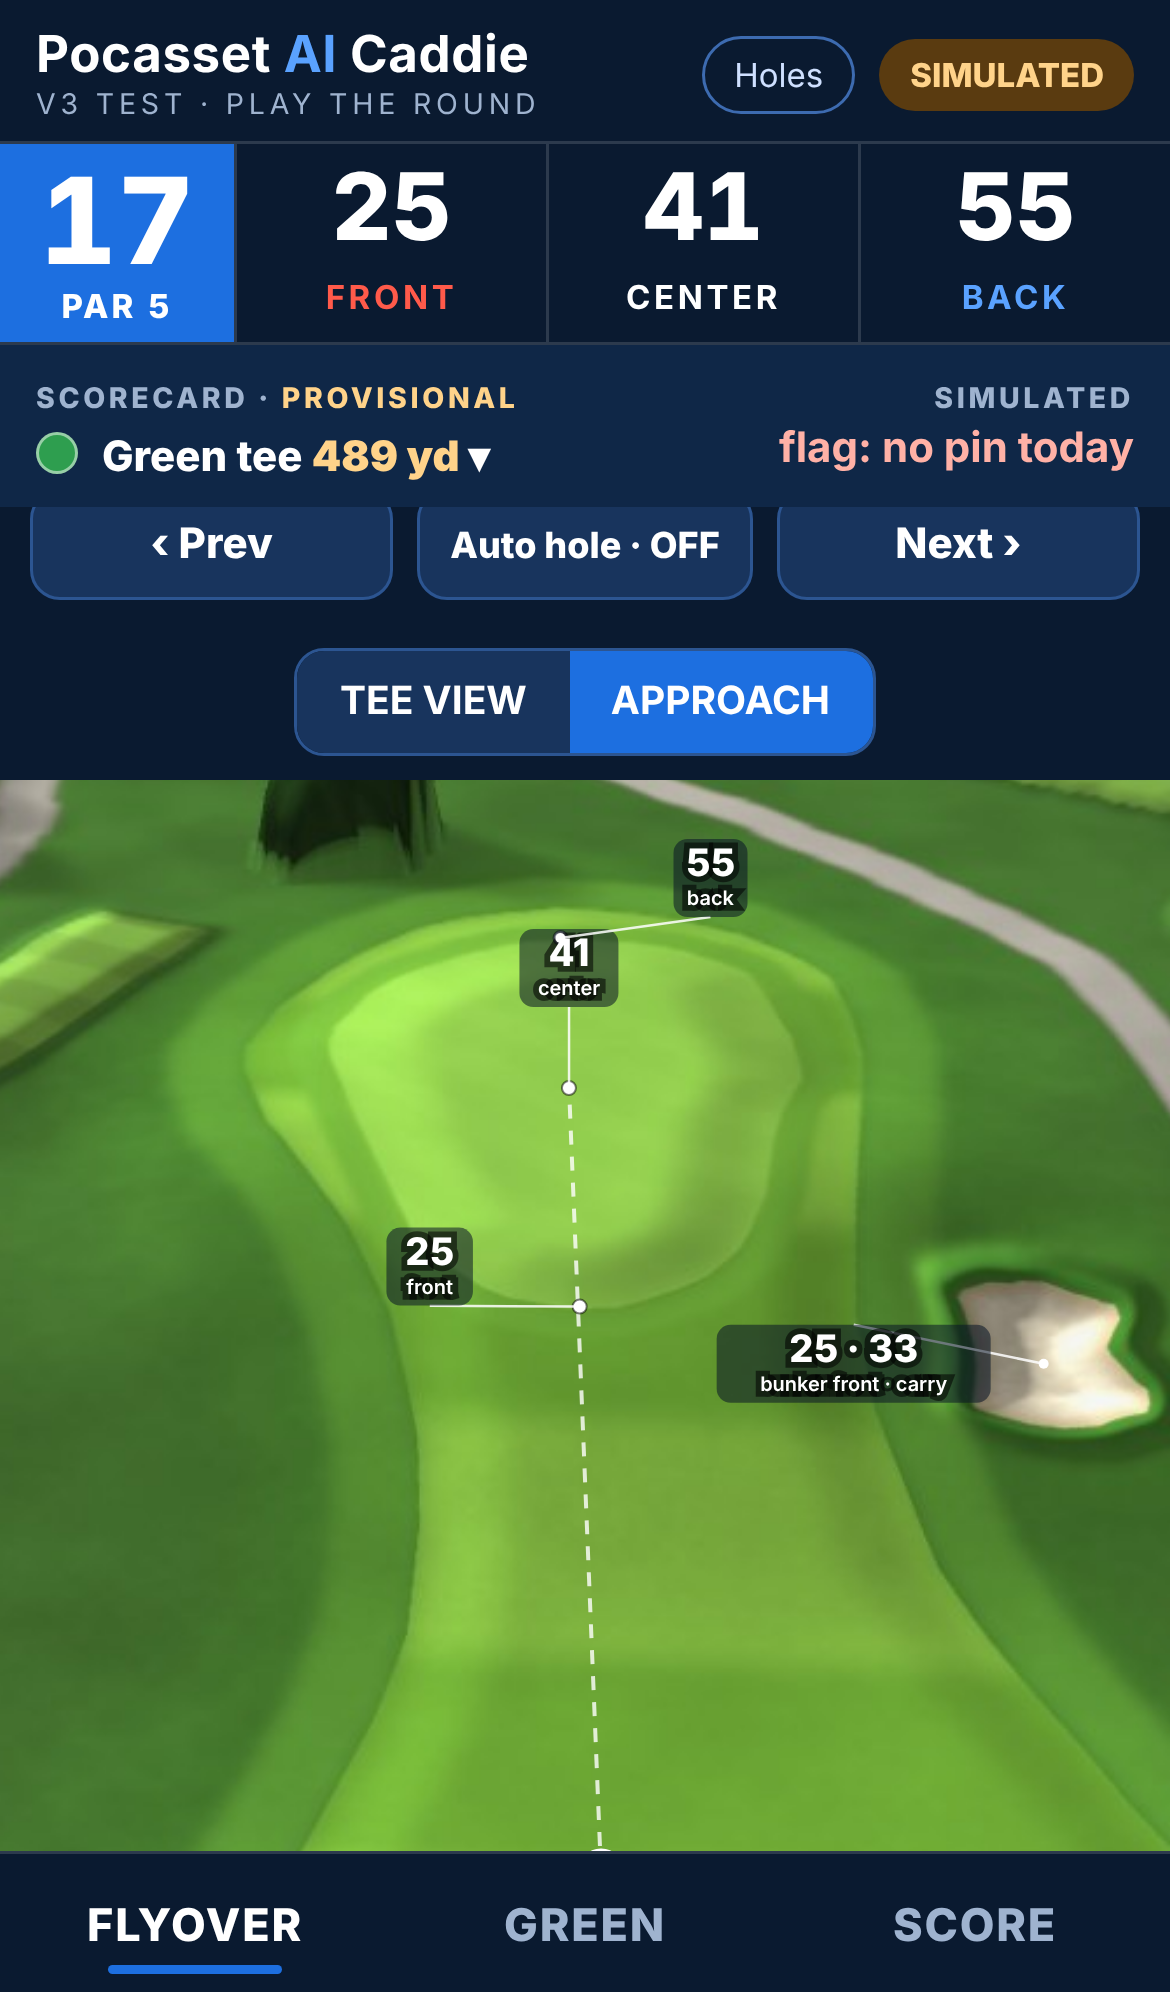 Pocasset AI Caddie
V3 TEST · PLAY THE ROUND
Holes
SIMULATED
17
PAR 5
25
FRONT
41
CENTER
55
BACK
SCORECARD · PROVISIONAL
Green tee 489 yd ▼
SIMULATED
flag: no pin today
‹ Prev
Auto hole · OFF
Next ›
TEE VIEW
APPROACH
55
back
41
center
25
front
25 · 33
bunker front · carry
FLYOVER
GREEN
SCORE